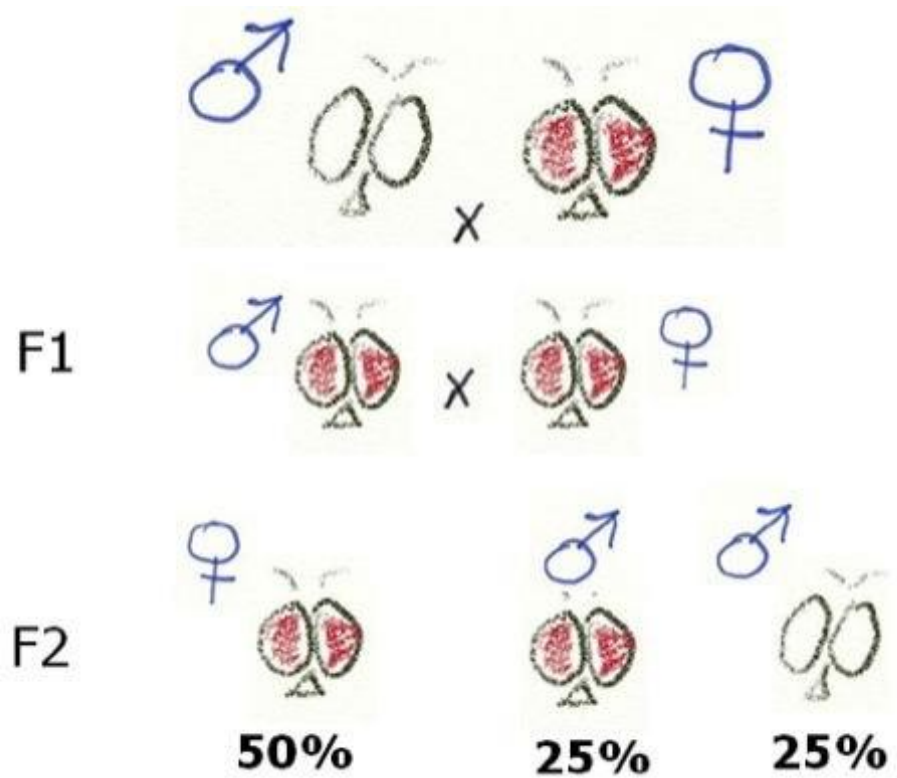 ♂ ♀
X
F1 ♂ X ♀
♀ ♂ ♂
F2
50% 25% 25%